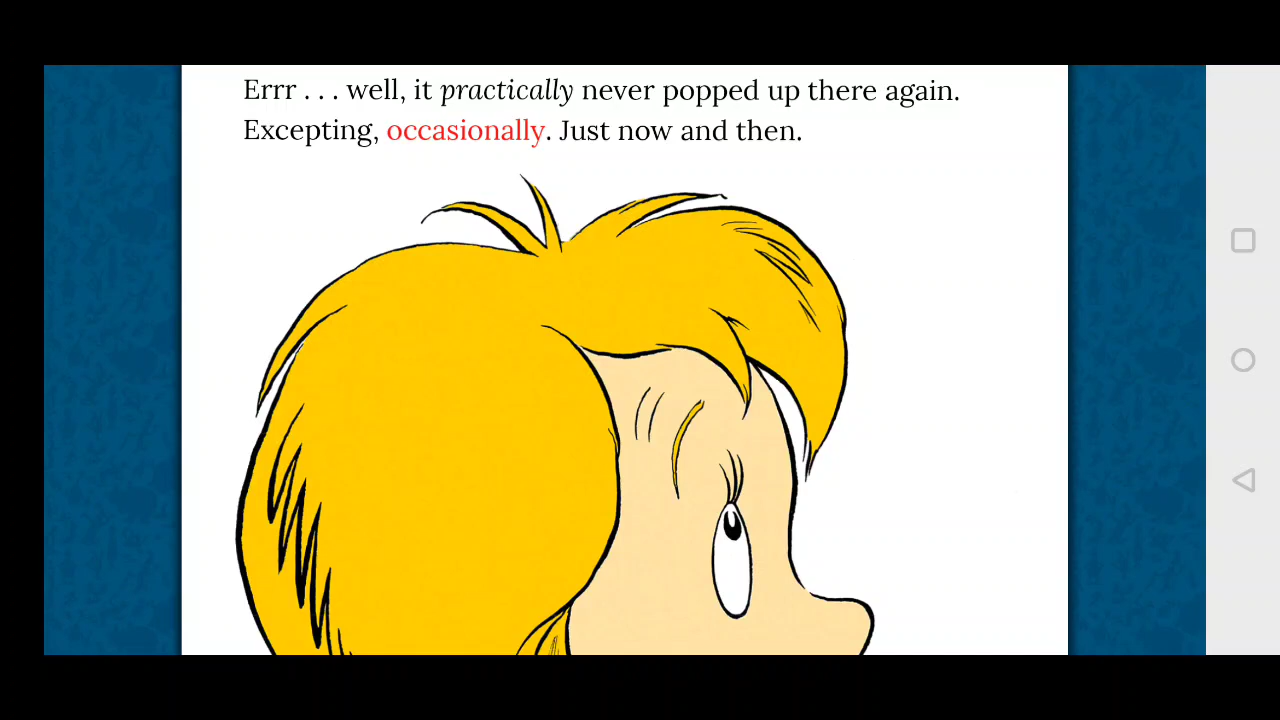 Errr . . . well, it practically never popped up there again.
Excepting, occasionally. Just now and then.